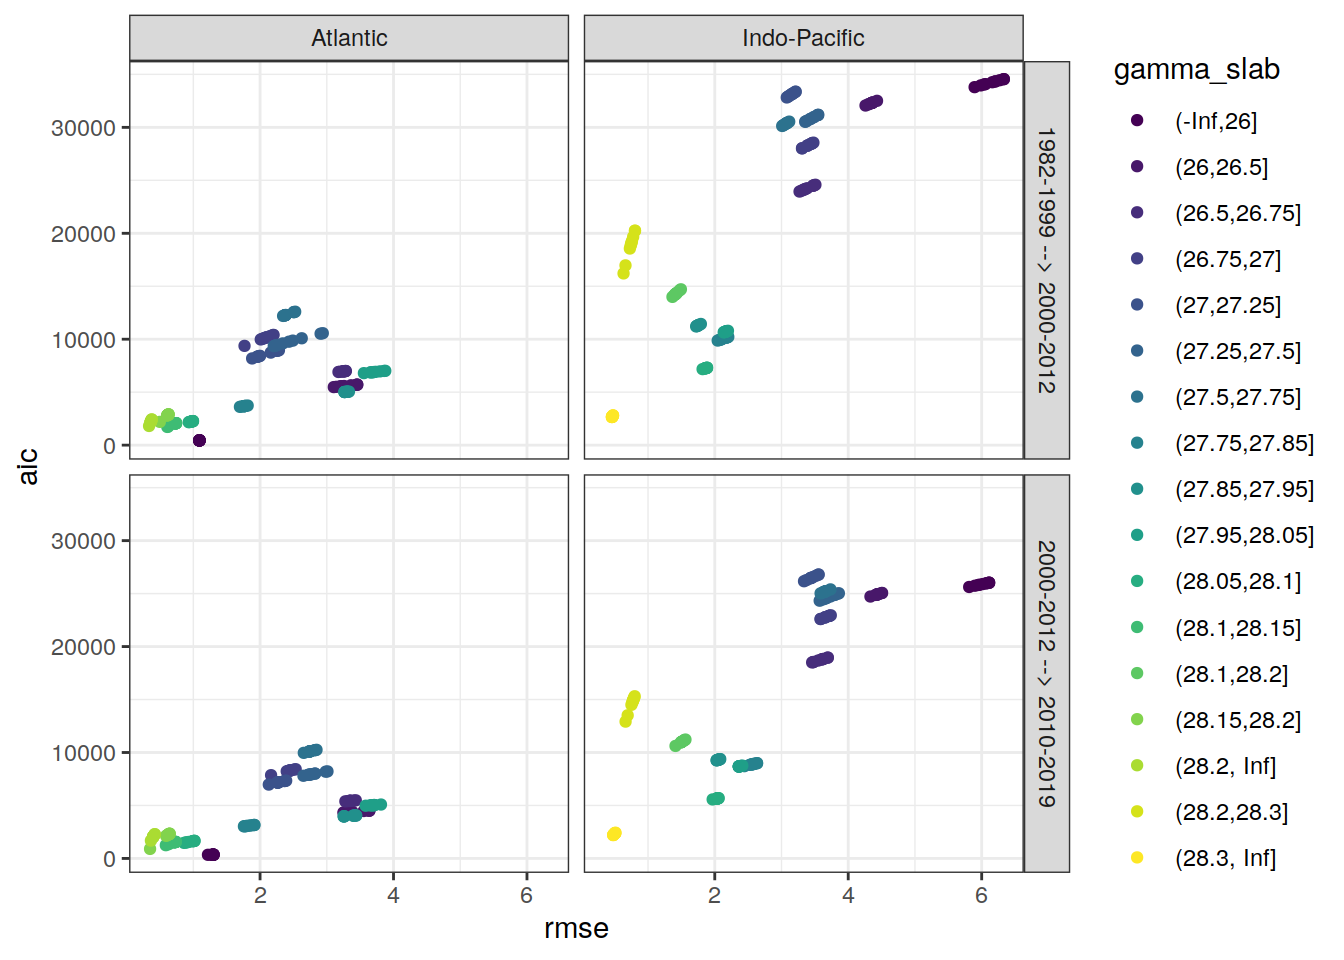 Atlantic
Indo-Pacific
aic
30000
20000
10000
0
30000
20000
10000
0
1982-1999 --> 2000-2012
2000-2012 --> 2010-2019
2
4
6
2
4
6
rmse
gamma_slab
(-Inf,26]
(26,26.5]
(26.5,26.75]
(26.75,27]
(27,27.25]
(27.25,27.5]
(27.5,27.75]
(27.75,27.85]
(27.85,27.95]
(27.95,28.05]
(28.05,28.1]
(28.1,28.15]
(28.1,28.2]
(28.15,28.2]
(28.2, Inf]
(28.2,28.3]
(28.3, Inf]